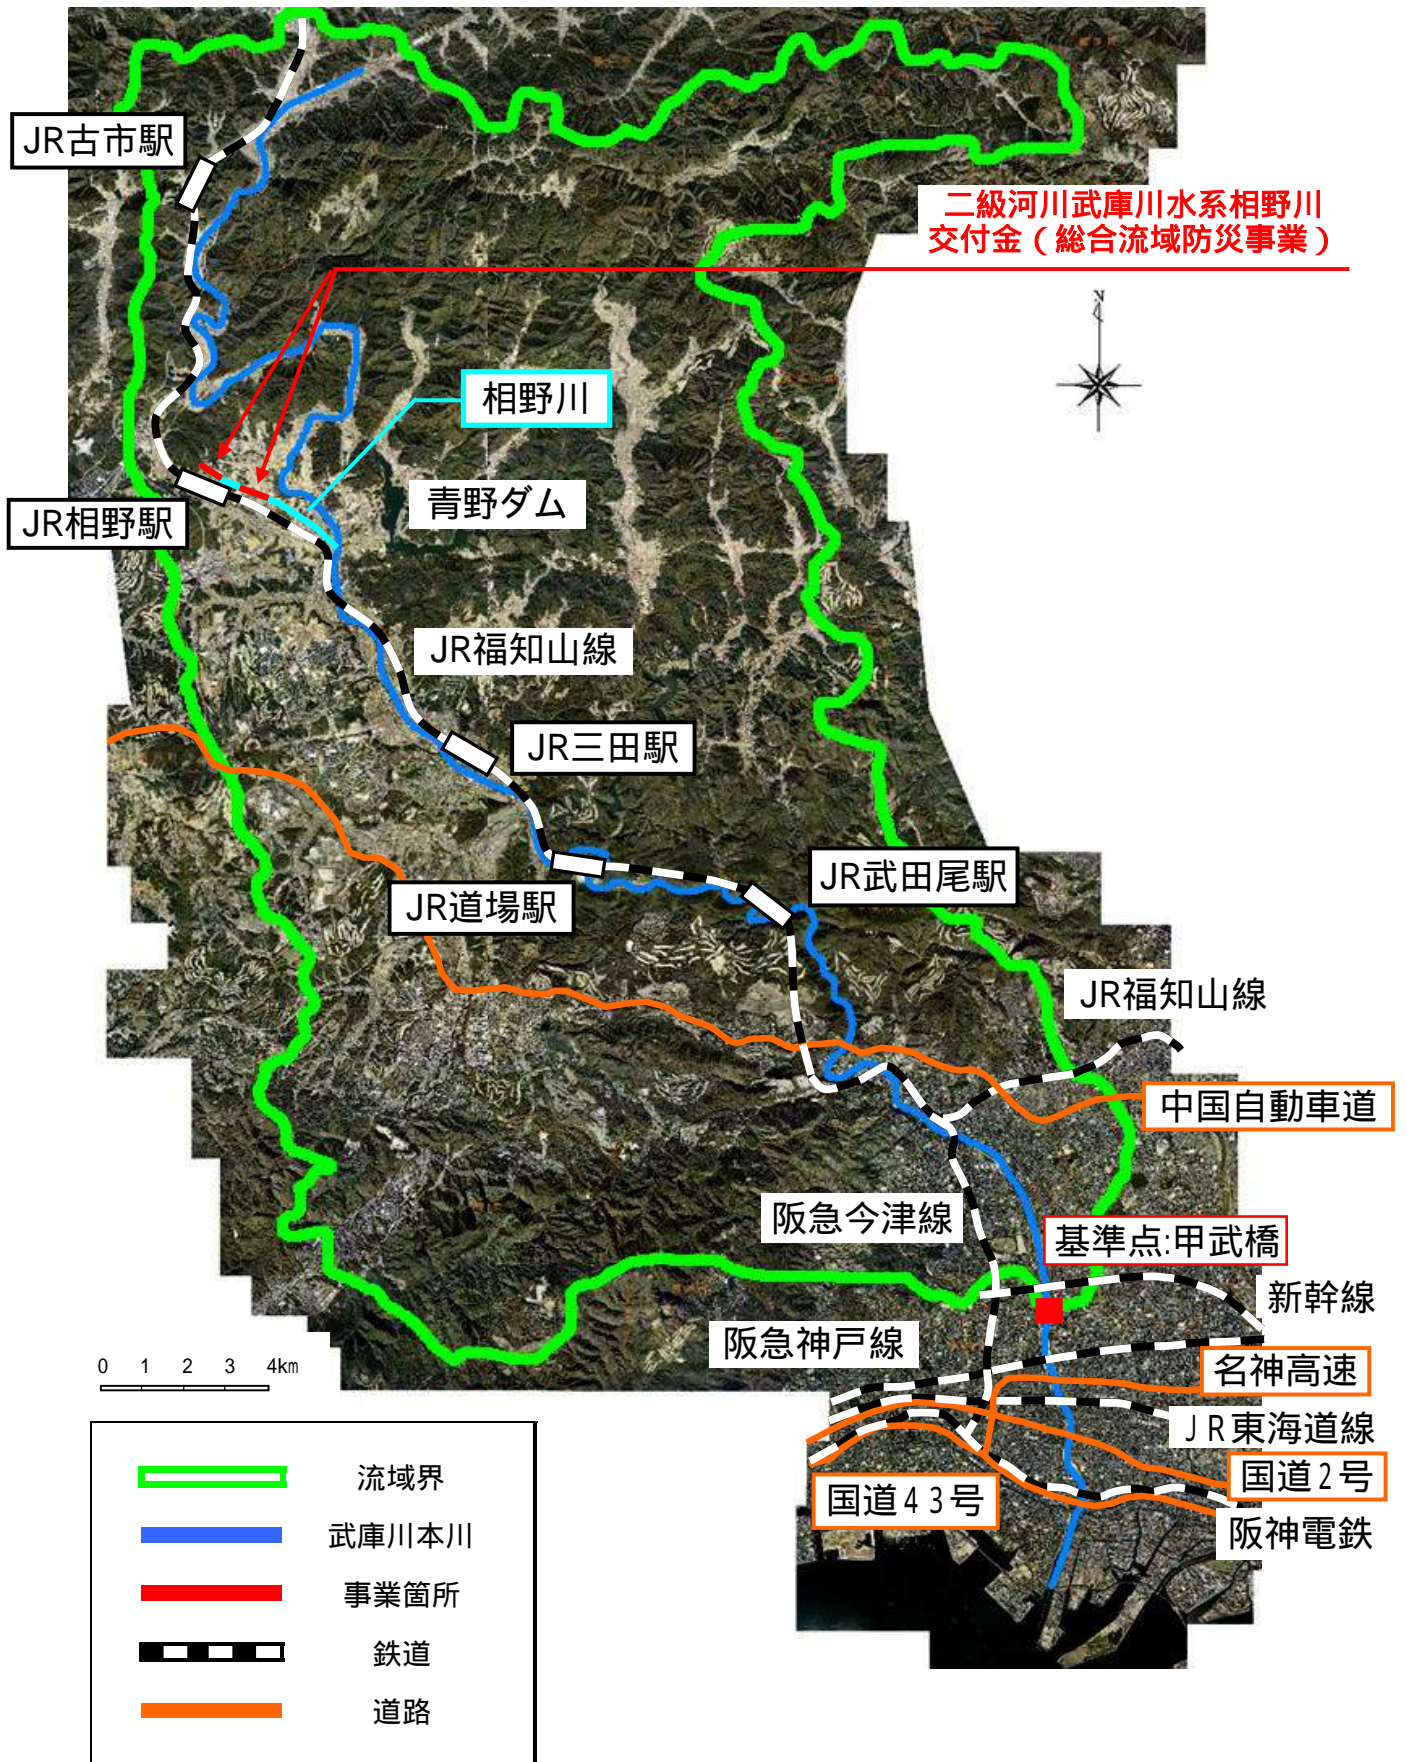 JR古市駅
二級河川武庫川水系相野川
交付金（総合流域防災事業）
N
相野川
青野ダム
JR相野駅
JR福知山線
JR三田駅
JR武田尾駅
JR道場駅
JR福知山線
中国自動車道
阪急今津線
基準点:甲武橋
新幹線
阪急神戸線
名神高速
ＪＲ東海道線
国道２号
国道４３号
阪神電鉄
0 1 2 3 4km
流域界
武庫川本川
事業箇所
鉄道
道路